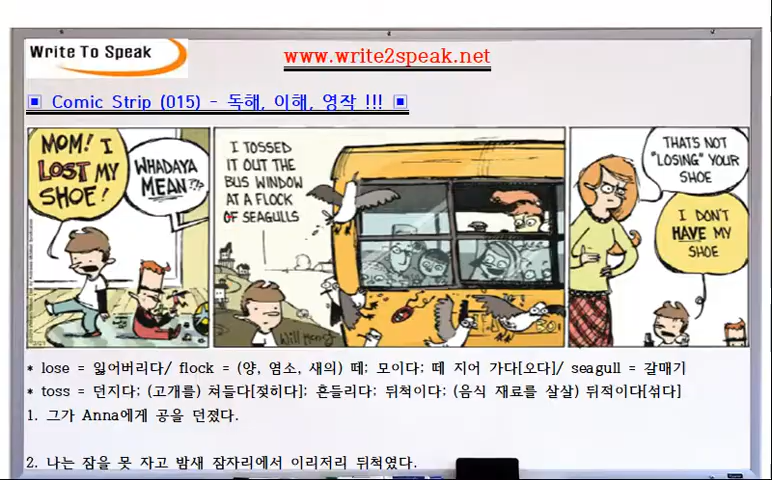 Write To Speak
www.write2speak.net
▣ Comic Strip (015) - 독해, 이해, 영작 !!! ▣
MOM! I
LOST MY
SHOE!
WHADAYA
MEAN?!?
I TOSSED
IT OUT THE
BUS WINDOW
AT A FLOCK
OF SEAGULLS
Will Henry
THAT'S NOT
"LOSING" YOUR
SHOE
I DON'T
HAVE MY
SHOE
* lose = 잃어버리다/ flock = (양, 염소, 새의) 떼; 모이다; 떼 지어 가다[오다]/ seagull = 갈매기
* toss = 던지다; (고개를) 쳐들다[젖히다]; 흔들리다; 뒤척이다; (음식 재료를 살살) 뒤적이다[섞다]
1. 그가 Anna에게 공을 던졌다.
2. 나는 잠을 못 자고 밤새 잠자리에서 이리저리 뒤척였다.